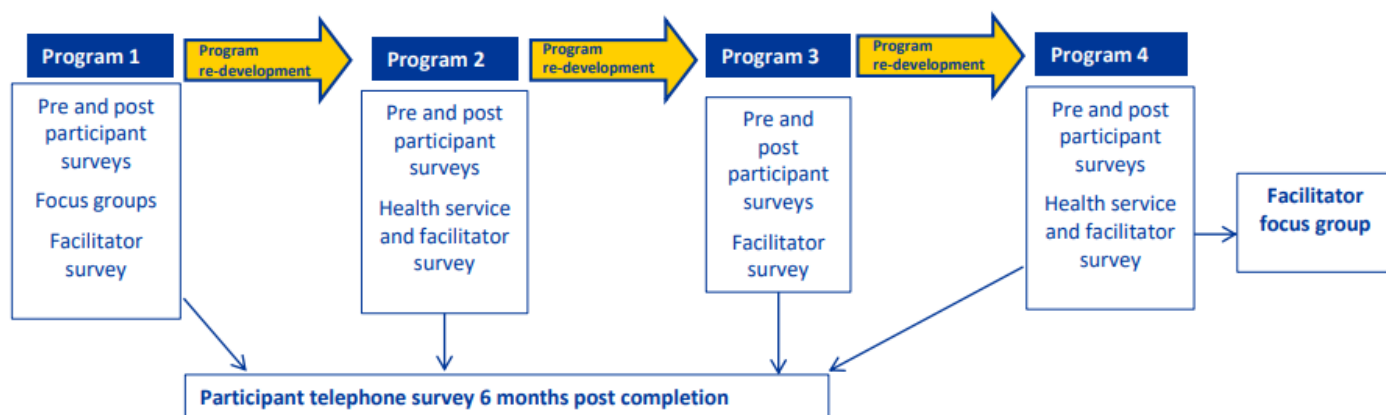 Program 1
Program
re-development
Program 2
Program
re-development
Program 3
Program
re-development
Program 4
Pre and post
participant
surveys
Focus groups
Facilitator
survey
Pre and post
participant
surveys
Health service
and facilitator
survey
Pre and
post
participant
surveys
Facilitator
survey
Pre and post
participant
surveys
Health service
and facilitator
survey
Facilitator
focus group
Participant telephone survey 6 months post completion